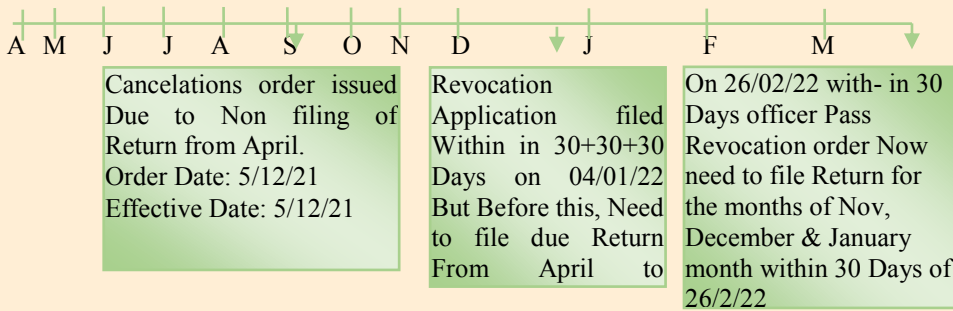 A M J J A S O N D J F M
Cancelations order issued
Due to Non filing of
Return from April.
Order Date: 5/12/21
Effective Date: 5/12/21
Revocation
Application filed
Within in 30+30+30
Days on 04/01/22
But Before this, Need
to file due Return
From April to
On 26/02/22 with- in 30
Days officer Pass
Revocation order Now
need to file Return for
the months of Nov,
December & January
month within 30 Days of
26/2/22